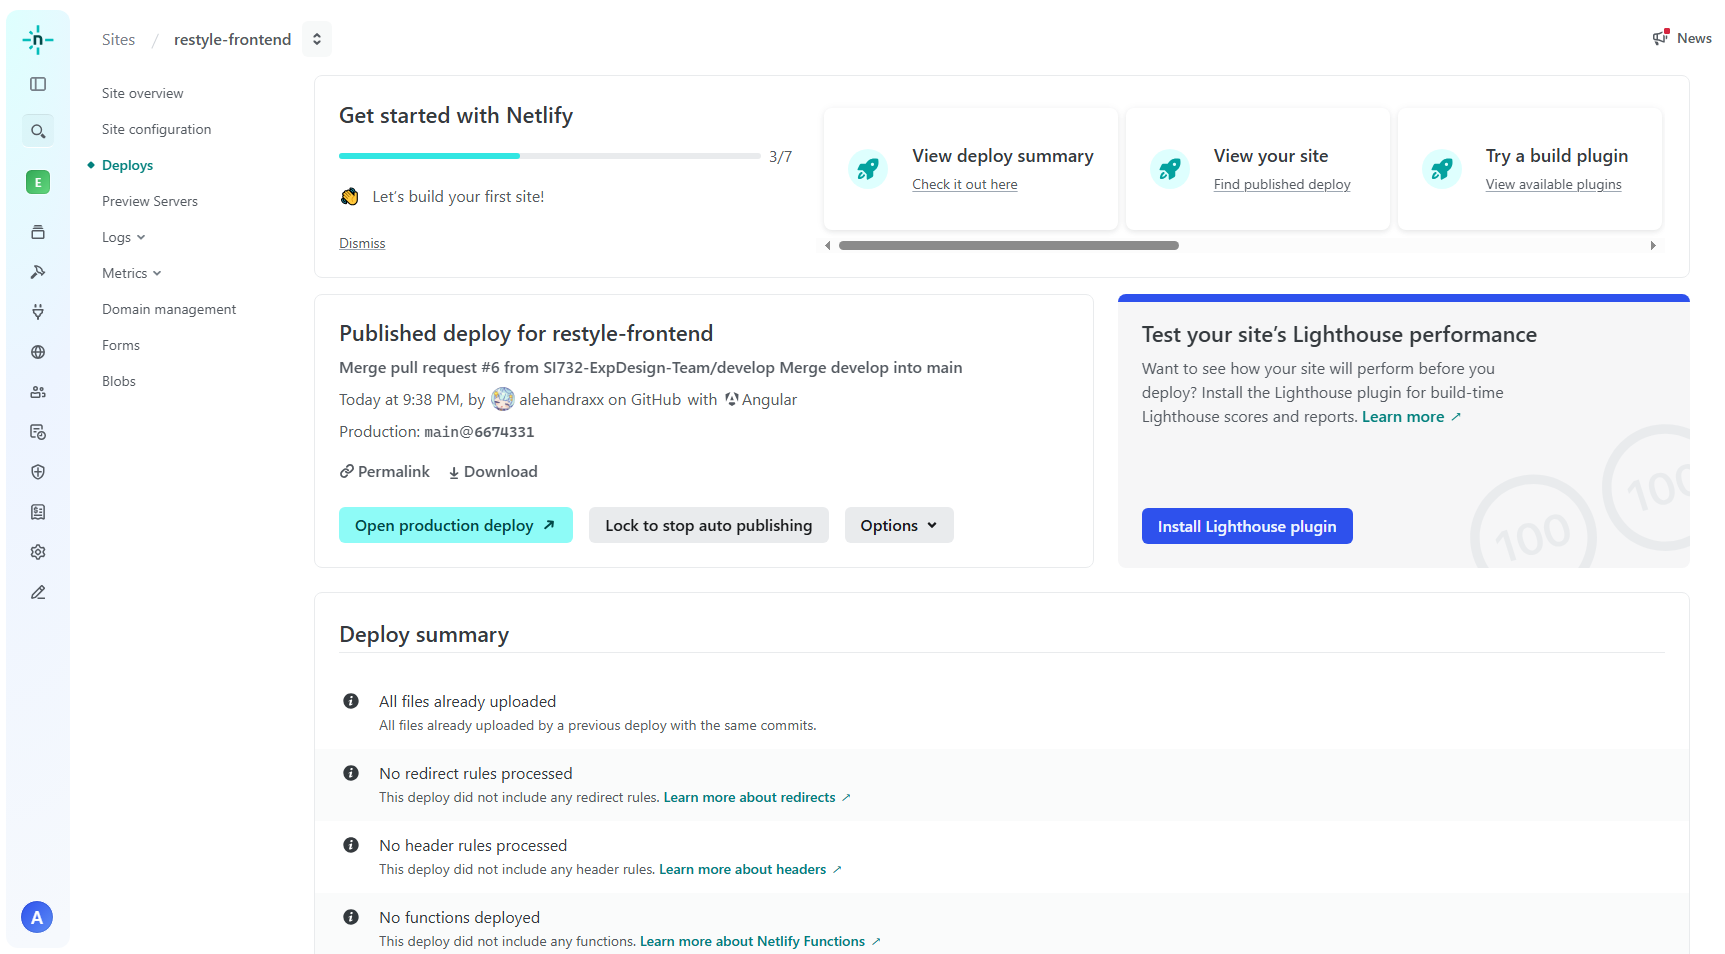 Sites / restyle-frontend
News
Site overview
Site configuration
Deploys
Preview Servers
Logs
Metrics
Domain management
Forms
Blobs
E
A
Get started with Netlify
3/7
Let's build your first site!
Dismiss
View deploy summary
Check it out here
View your site
Find published deploy
Try a build plugin
View available plugins
Published deploy for restyle-frontend
Merge pull request #6 from SI732-ExpDesign-Team/develop Merge develop into main
Today at 9:38 PM, by alehandraxx on GitHub with Angular
Production: main@6674331
Permalink Download
Open production deploy Lock to stop auto publishing Options
Test your site's Lighthouse performance
Want to see how your site will perform before you
deploy? Install the Lighthouse plugin for build-time
Lighthouse scores and reports. Learn more
Install Lighthouse plugin
100
100
Deploy summary
All files already uploaded
All files already uploaded by a previous deploy with the same commits.
No redirect rules processed
This deploy did not include any redirect rules. Learn more about redirects
No header rules processed
This deploy did not include any header rules. Learn more about headers
No functions deployed
This deploy did not include any functions. Learn more about Netlify Functions